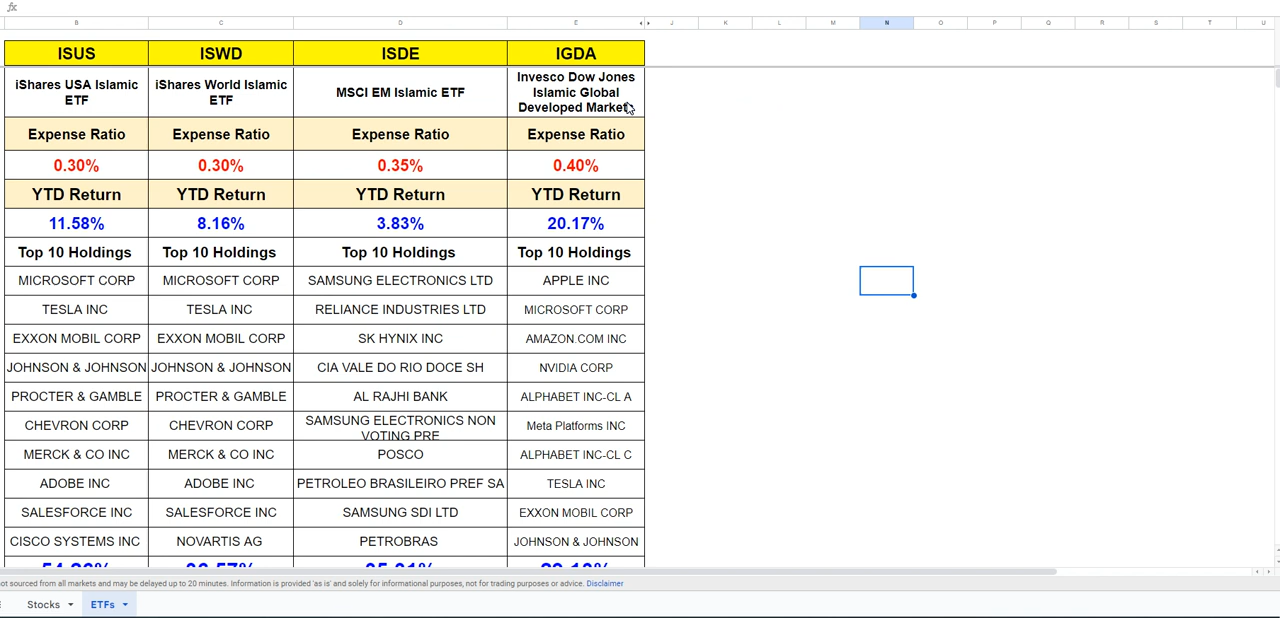 fx
B C D E J K L M N O P Q R S T U
ISUS ISWD ISDE IGDA
iShares USA Islamic ETF iShares World Islamic ETF MSCI EM Islamic ETF Invesco Dow Jones Islamic Global Developed Markets
Expense Ratio Expense Ratio Expense Ratio Expense Ratio
0.30% 0.30% 0.35% 0.40%
YTD Return YTD Return YTD Return YTD Return
11.58% 8.16% 3.83% 20.17%
Top 10 Holdings Top 10 Holdings Top 10 Holdings Top 10 Holdings
MICROSOFT CORP MICROSOFT CORP SAMSUNG ELECTRONICS LTD APPLE INC
TESLA INC TESLA INC RELIANCE INDUSTRIES LTD MICROSOFT CORP
EXXON MOBIL CORP EXXON MOBIL CORP SK HYNIX INC AMAZON.COM INC
JOHNSON & JOHNSON JOHNSON & JOHNSON CIA VALE DO RIO DOCE SH NVIDIA CORP
PROCTER & GAMBLE PROCTER & GAMBLE AL RAJHI BANK ALPHABET INC-CL A
CHEVRON CORP CHEVRON CORP SAMSUNG ELECTRONICS NON VOTING PRE Meta Platforms INC
MERCK & CO INC MERCK & CO INC POSCO ALPHABET INC-CL C
ADOBE INC ADOBE INC PETROLEO BRASILEIRO PREF SA TESLA INC
SALESFORCE INC SALESFORCE INC SAMSUNG SDI LTD EXXON MOBIL CORP
CISCO SYSTEMS INC NOVARTIS AG PETROBRAS JOHNSON & JOHNSON
not sourced from all markets and may be delayed up to 20 minutes. Information is provided 'as is' and solely for informational purposes, not for trading purposes or advice. Disclaimer
Stocks ETFs